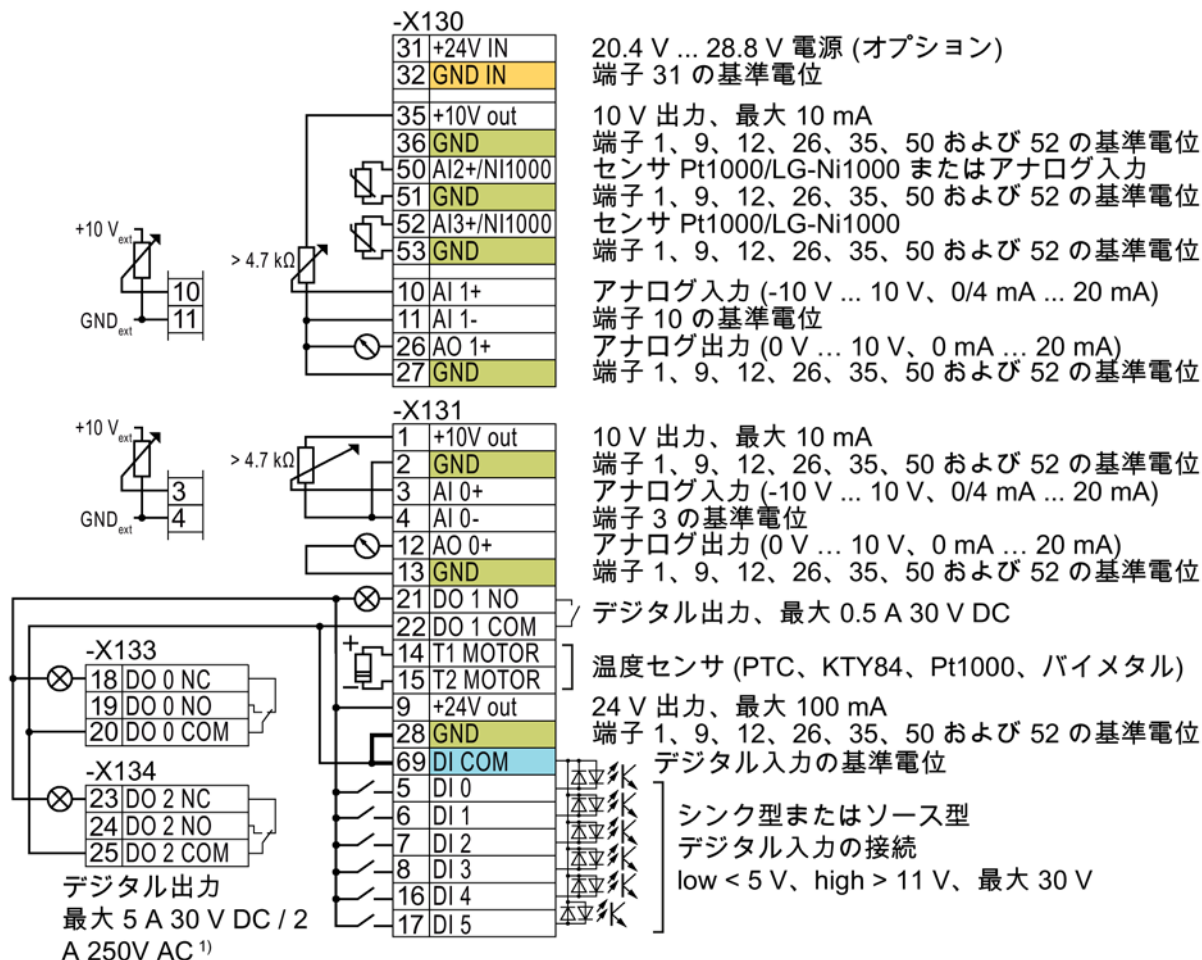 -X130
31 +24V IN 20.4 V ... 28.8 V 電源 (オプション)
32 GND IN 端子 31 の基準電位
35 +10V out 10 V 出力、最大 10 mA
36 GND 端子 1、9、12、26、35、50 および 52 の基準電位
50 AI2+/NI1000 センサ Pt1000/LG-Ni1000 またはアナログ入力
51 GND 端子 1、9、12、26、35、50 および 52 の基準電位
52 AI3+/NI1000 センサ Pt1000/LG-Ni1000
53 GND 端子 1、9、12、26、35、50 および 52 の基準電位
+10 Vext
> 4.7 kΩ
10
GNDext 11
10 AI 1+ アナログ入力 (-10 V ... 10 V、0/4 mA ... 20 mA)
11 AI 1- 端子 10 の基準電位
26 AO 1+ アナログ出力 (0 V ... 10 V、0 mA ... 20 mA)
27 GND 端子 1、9、12、26、35、50 および 52 の基準電位
-X131
+10 Vext
> 4.7 kΩ
3
GNDext 4
1 +10V out 10 V 出力、最大 10 mA
2 GND 端子 1、9、12、26、35、50 および 52 の基準電位
3 AI 0+ アナログ入力 (-10 V ... 10 V、0/4 mA ... 20 mA)
4 AI 0- 端子 3 の基準電位
12 AO 0+ アナログ出力 (0 V ... 10 V、0 mA ... 20 mA)
13 GND 端子 1、9、12、26、35、50 および 52 の基準電位
21 DO 1 NO デジタル出力、最大 0.5 A 30 V DC
22 DO 1 COM
+ 14 T1 MOTOR 温度センサ (PTC、KTY84、Pt1000、バイメタル)
− 15 T2 MOTOR
9 +24V out 24 V 出力、最大 100 mA
28 GND 端子 1、9、12、26、35、50 および 52 の基準電位
69 DI COM デジタル入力の基準電位
5 DI 0
6 DI 1
7 DI 2
8 DI 3
16 DI 4
17 DI 5
シンク型またはソース型
デジタル入力の接続
low < 5 V、high > 11 V、最大 30 V
-X133
18 DO 0 NC
19 DO 0 NO
20 DO 0 COM
-X134
23 DO 2 NC
24 DO 2 NO
25 DO 2 COM
デジタル出力
最大 5 A 30 V DC / 2
A 250V AC 1)